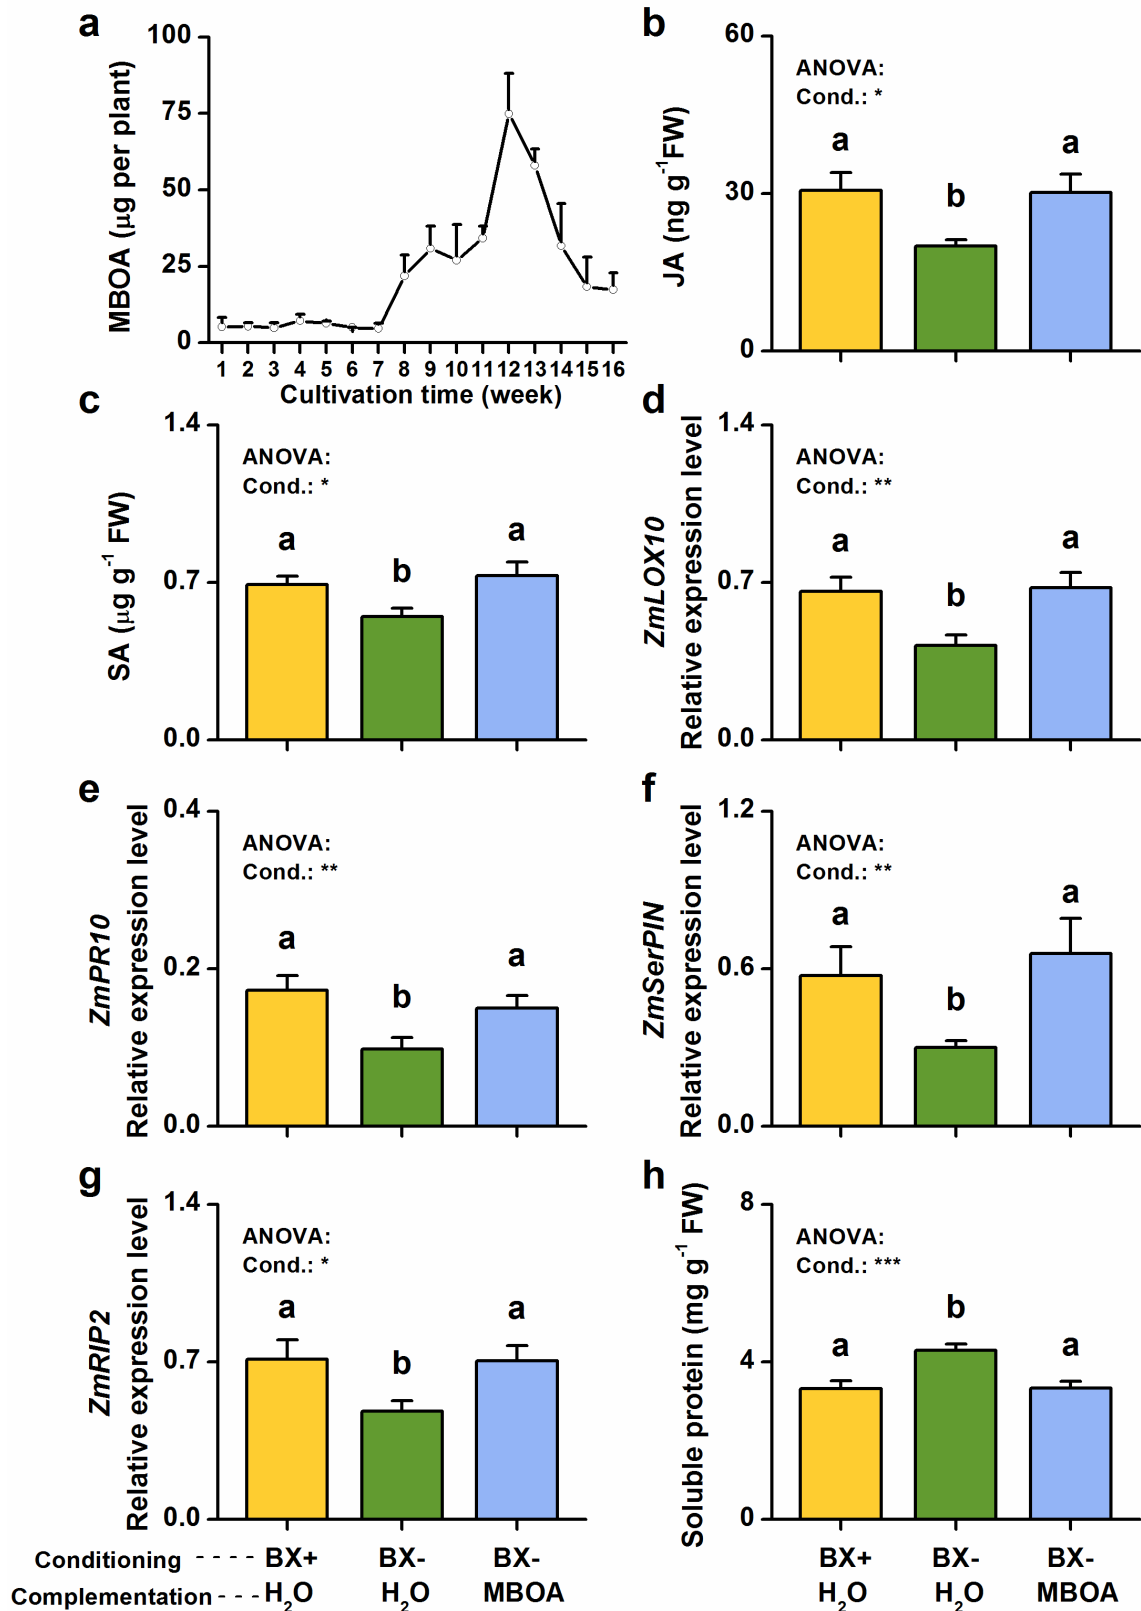 a
MBOA (μg per plant)
100
75
50
25
0
1 2 3 4 5 6 7 8 9 10 11 12 13 14 15 16
Cultivation time (week)
b
JA (ng g⁻¹FW)
60
30
0
ANOVA:
Cond.: *
a
b
a
c
SA (μg g⁻¹ FW)
1.4
0.7
0.0
ANOVA:
Cond.: *
a
b
a
d
ZmLOX10
Relative expression level
1.4
0.7
0.0
ANOVA:
Cond.: **
a
b
a
e
ZmPR10
Relative expression level
0.4
0.2
0.0
ANOVA:
Cond.: **
a
b
a
f
ZmSerPIN
Relative expression level
1.2
0.6
0.0
ANOVA:
Cond.: **
a
b
a
g
ZmRIP2
Relative expression level
1.4
0.7
0.0
ANOVA:
Cond.: *
a
b
a
h
Soluble protein (mg g⁻¹ FW)
8
4
0
ANOVA:
Cond.: ***
a
b
a
Conditioning ---- BX+ BX- BX- BX+ BX- BX-
Complementation --- H₂O H₂O MBOA H₂O H₂O MBOA